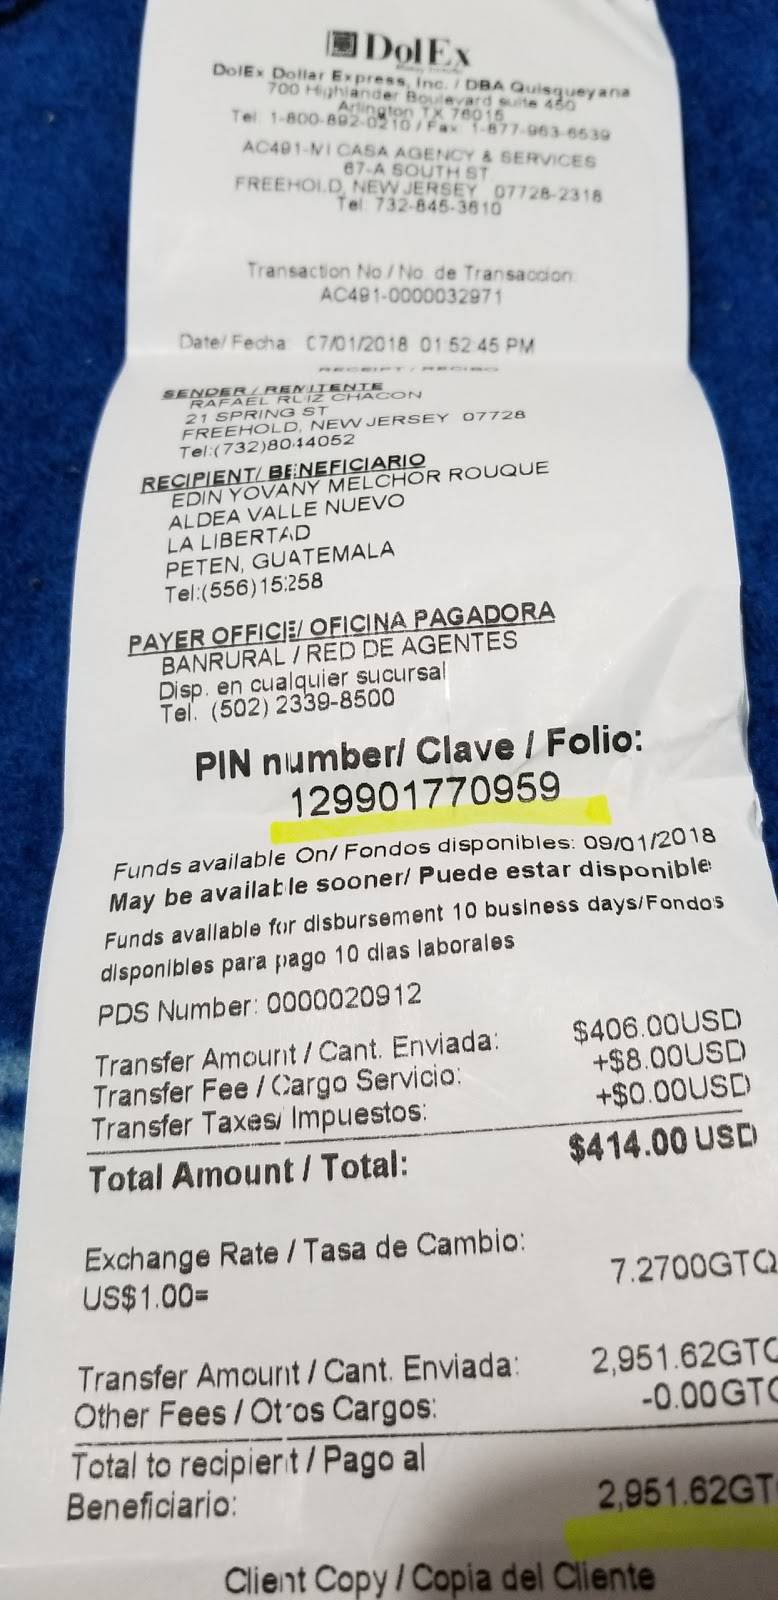 DolEx
DolEx Dollar Express, Inc. / DBA Quisqueyana
700 Highlander Boulevard suite 450
Arlington TX 76015
Tel: 1-800-892-0210 / Fax: 1-877-963-6639
AC491-MI CASA AGENCY & SERVICES
67-A SOUTH ST
FREEHOLD, NEW JERSEY 07728-2318
Tel: 732-845-3610
Transaction No / No. de Transaccion:
AC491-0000032971
Date/ Fecha: 07/01/2018 01:52:45 PM
RECEIPT / RECIBO
SENDER / REMITENTE
RAFAEL RUIZ CHACON
21 SPRING ST
FREEHOLD, NEW JERSEY 07728
Tel:(732)8044052
RECIPIENT/ BENEFICIARIO
EDIN YOVANY MELCHOR ROUQUE
ALDEA VALLE NUEVO
LA LIBERTAD
PETEN, GUATEMALA
Tel:(556)15258
PAYER OFFICE/ OFICINA PAGADORA
BANRURAL / RED DE AGENTES
Disp. en cualquier sucursal
Tel. (502) 2339-8500
PIN number/ Clave / Folio:
129901770959
Funds available On/ Fondos disponibles: 09/01/2018
May be available sooner/ Puede estar disponible
Funds available for disbursement 10 business days/Fondos
disponibles para pago 10 dias laborales
PDS Number: 0000020912
Transfer Amount / Cant. Enviada: $406.00USD
Transfer Fee / Cargo Servicio: +$8.00USD
Transfer Taxes/ Impuestos: +$0.00USD
Total Amount / Total: $414.00 USD
Exchange Rate / Tasa de Cambio:
US$1.00= 7.2700GTQ
Transfer Amount / Cant. Enviada: 2,951.62GTQ
Other Fees / Otros Cargos: -0.00GTQ
Total to recipient / Pago al
Beneficiario: 2,951.62GT
Client Copy / Copia del Cliente